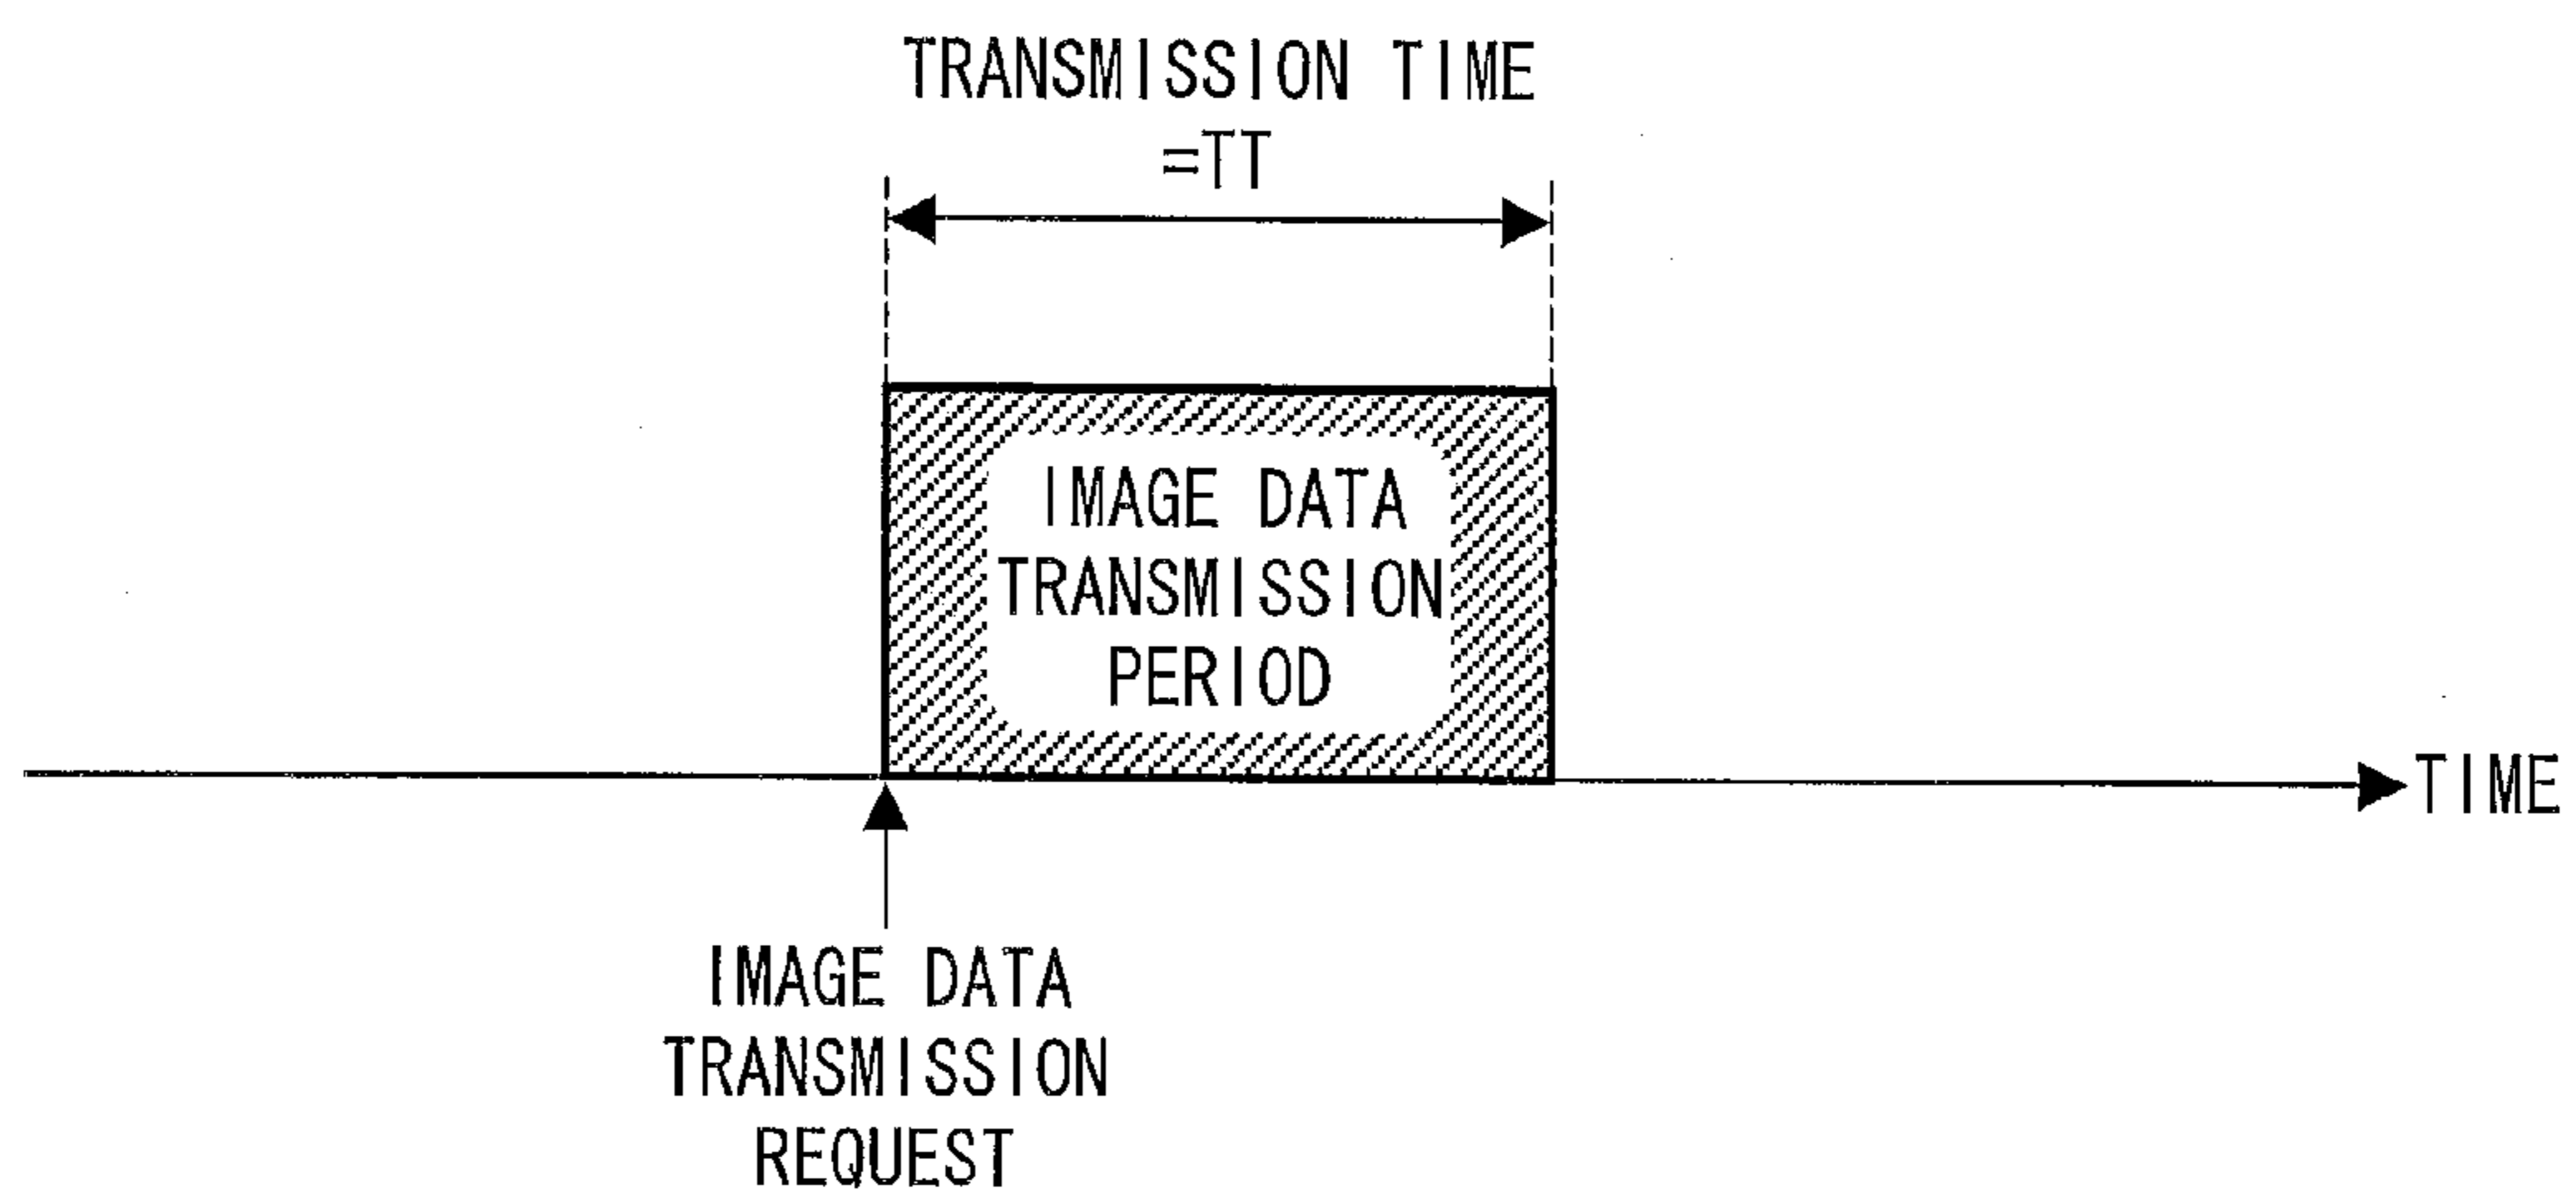 TRANSMISSION TIME
=TT
IMAGE DATA
TRANSMISSION
PERIOD
TIME
IMAGE DATA
TRANSMISSION
REQUEST